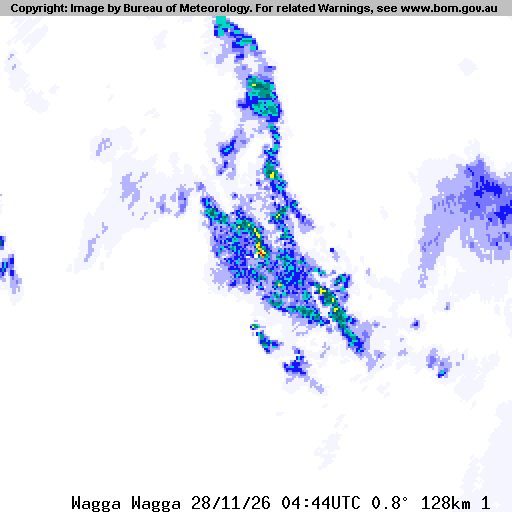 Copyright: Image by Bureau of Meteorology. For related Warnings, see www.bom.gov.au
Wagga Wagga 28/11/26 04:44UTC 0.8° 128km 1